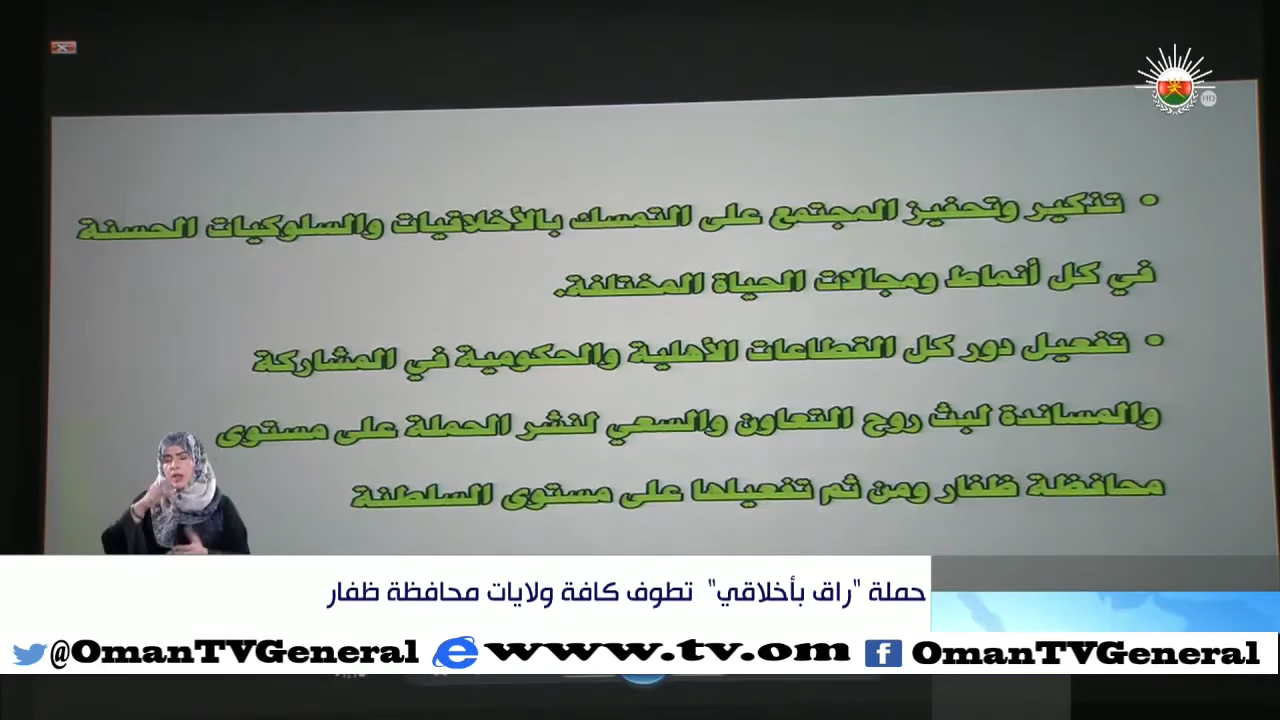 HD
• تذكير وتحفيز المجتمع على التمسك بالأخلاقيات والسلوكيات الحسنة
في كل أنماط ومجالات الحياة المختلفة.
• تفعيل دور كل القطاعات الأهلية والحكومية في المشاركة
والمساندة لبث روح التعاون والسعي لنشر الحملة على مستوى
محافظة ظفار ومن ثم تفعيلها على مستوى السلطنة
حملة "راق بأخلاقي" تطوف كافة ولايات محافظة ظفار
@OmanTVGeneral www.tv.om OmanTVGeneral